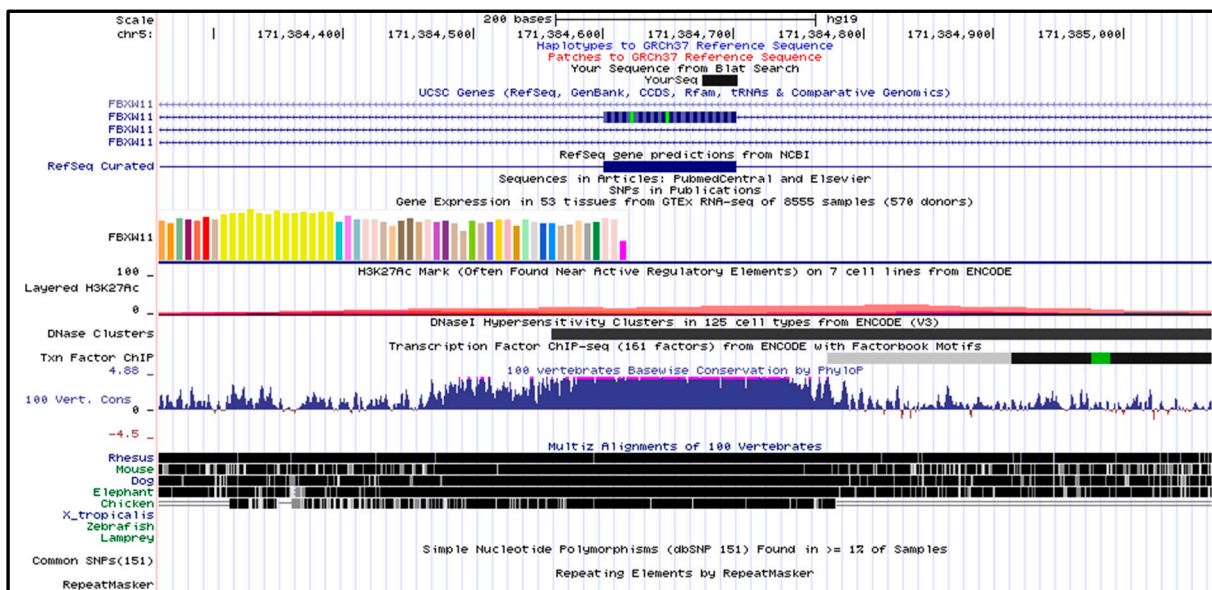 Scale 200 bases hg19
chr5: 171,384,400 171,384,500 171,384,600 171,384,700 171,384,800 171,384,900 171,385,000
Haplotypes to GRCh37 Reference Sequence
Patches to GRCh37 Reference Sequence
Your Sequence from Blat Search
YourSeq
UCSC Genes (RefSeq, GenBank, CCDS, Rfam, tRNAs & Comparative Genomics)
FBXW11
FBXW11
FBXW11
FBXW11
RefSeq gene predictions from NCBI
RefSeq Curated
Sequences in Articles: PubmedCentral and Elsevier
SNPs in Publications
Gene Expression in 53 tissues from GTEx RNA-seq of 8555 samples (570 donors)
FBXW11
H3K27Ac Mark (Often Found Near Active Regulatory Elements) on 7 cell lines from ENCODE
100 _
Layered H3K27Ac
0 _
DNaseI Hypersensitivity Clusters in 125 cell types from ENCODE (V3)
DNase Clusters
Transcription Factor ChIP-seq (161 factors) from ENCODE with Factorbook Motifs
Txn Factor ChIP
100 vertebrates Basewise Conservation by PhyloP
4.88 _
100 Vert. Cons
0 _
-4.5 _
Multiz Alignments of 100 Vertebrates
Rhesus
Mouse
Dog
Elephant
Chicken
X_tropicalis
Zebrafish
Lamprey
Simple Nucleotide Polymorphisms (dbSNP 151) Found in >= 1% of Samples
Common SNPs(151)
Repeating Elements by RepeatMasker
RepeatMasker